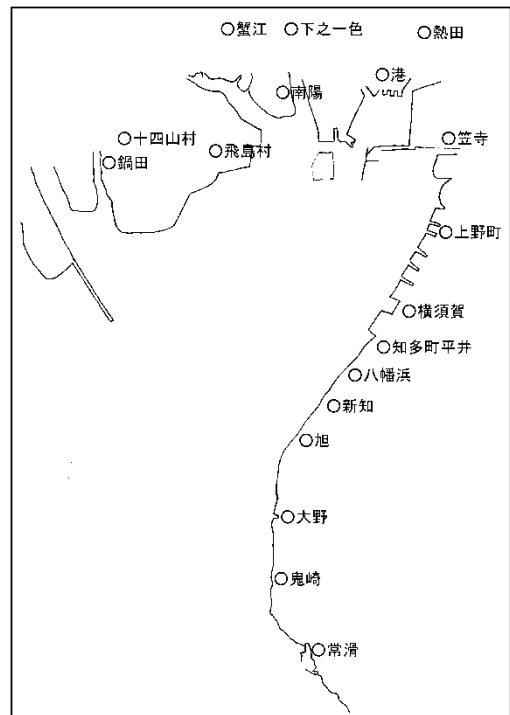 ○蟹江
○下之一色
○熱田
○港
○南陽
○十四山村
○飛島村
○笠寺
○鍋田
○上野町
○横須賀
○知多町平井
○八幡浜
○新知
○旭
○大野
○鬼崎
○常滑